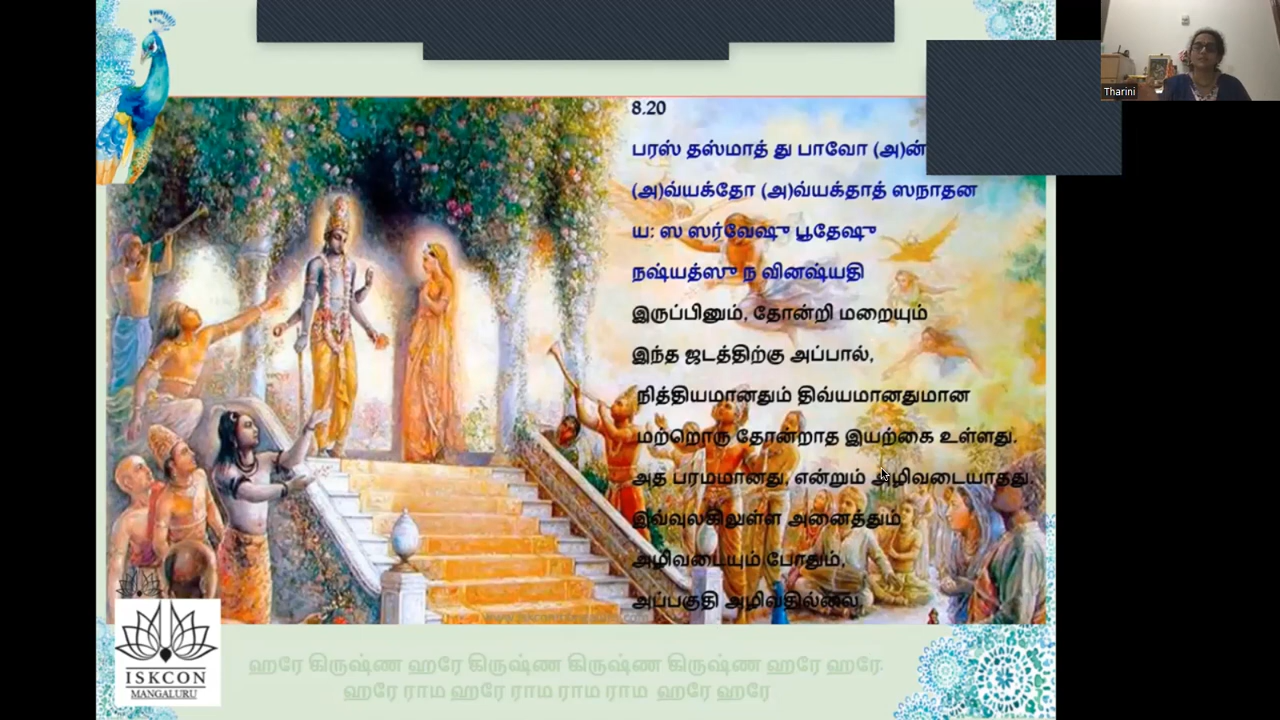 8.20
பரஸ் தஸ்மாத் து பாவோ (அ)ன்
(அ)வ்யக்தோ (அ)வ்யக்தாத் ஸநாதன
ய: ஸ ஸர்வேஷு பூதேஷு
நஷ்யத்ஸு ந வினஷ்யதி
இருப்பினும், தோன்றி மறையும்
இந்த ஜடத்திற்கு அப்பால்,
நித்தியமானதும் திவ்யமானதுமான
மற்றொரு தோன்றாத இயற்கை உள்ளது.
அத பரமமானது, என்றும் அழிவடையாதது.
இவ்வுலகிலுள்ள அனைத்தும்
அழிவடையும் போதும்,
அப்பகுதி அழிவதில்லை.
ஹரே கிருஷ்ண ஹரே கிருஷ்ண கிருஷ்ண கிருஷ்ண ஹரே ஹரே
ஹரே ராம ஹரே ராம ராம ராம ஹரே ஹரே
ISKCON
MANGALURU
Tharini